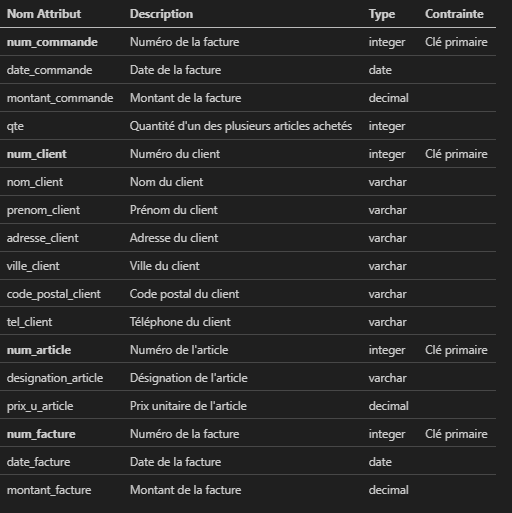 Nom Attribut Description Type Contrainte
num_commande Numéro de la facture integer Clé primaire
date_commande Date de la facture date
montant_commande Montant de la facture decimal
qte Quantité d'un des plusieurs articles achetés integer
num_client Numéro du client integer Clé primaire
nom_client Nom du client varchar
prenom_client Prénom du client varchar
adresse_client Adresse du client varchar
ville_client Ville du client varchar
code_postal_client Code postal du client varchar
tel_client Téléphone du client varchar
num_article Numéro de l'article integer Clé primaire
designation_article Désignation de l'article varchar
prix_u_article Prix unitaire de l'article decimal
num_facture Numéro de la facture integer Clé primaire
date_facture Date de la facture date
montant_facture Montant de la facture decimal